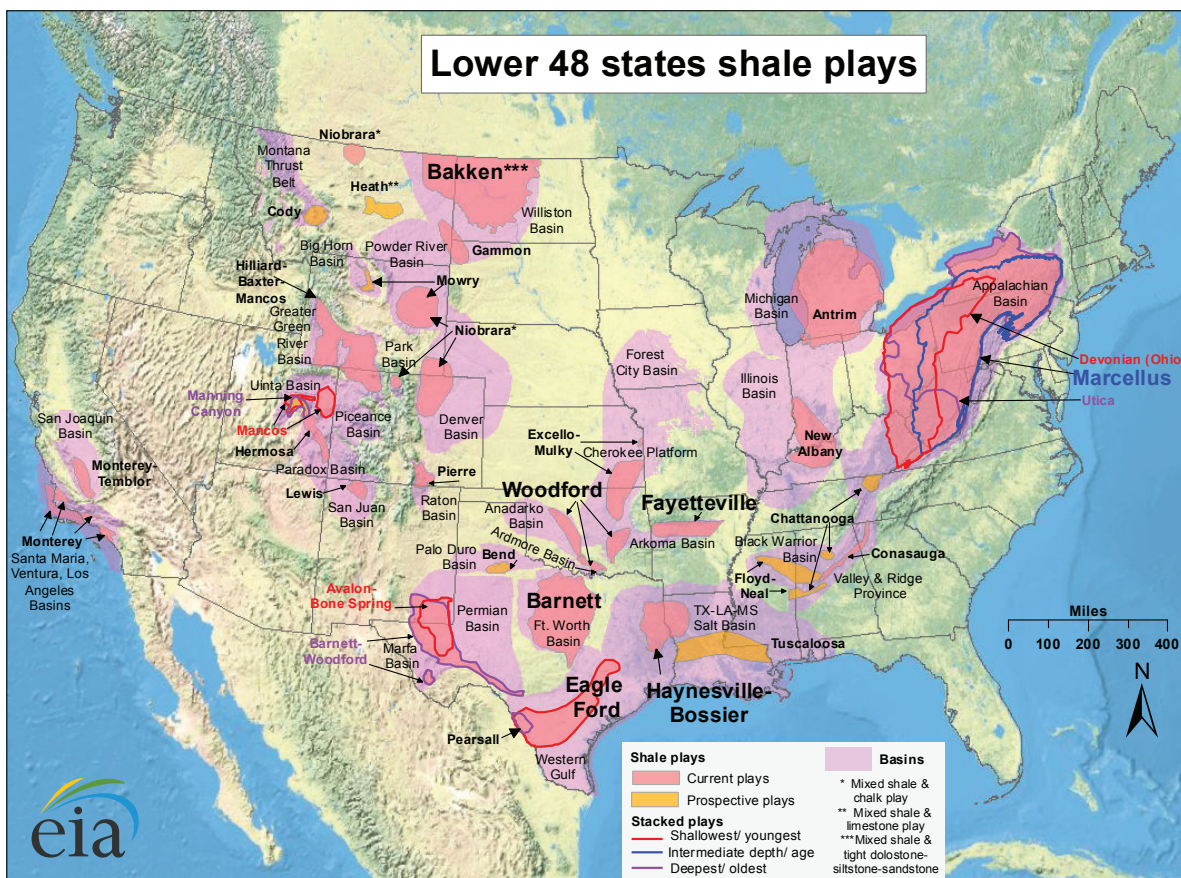 Lower 48 states shale plays
Niobrara*
Montana
Thrust
Belt
Bakken***
Heath**
Cody
Williston
Basin
Big Horn
Basin
Powder River
Basin
Gammon
Hilliard-
Baxter-
Mancos
Mowry
Greater
Green
River
Basin
Niobrara*
Park
Basin
Michigan
Basin
Antrim
Appalachian
Basin
Devonian (Ohio
Marcellus
Utica
Forest
City Basin
Illinois
Basin
Uinta Basin
Manning
Canyon
Mancos
Piceance
Basin
Denver
Basin
San Joaquin
Basin
Hermosa
Paradox Basin
Excello-
Mulky
Cherokee Platform
New
Albany
Monterey-
Temblor
Lewis
San Juan
Basin
Pierre
Raton
Basin
Woodford
Anadarko
Basin
Fayetteville
Arkoma Basin
Chattanooga
Monterey
Santa Maria,
Ventura, Los
Angeles
Basins
Palo Duro
Basin
Bend
Ardmore Basin
Black Warrior
Basin
Conasauga
Floyd-
Neal
Valley & Ridge
Province
Avalon-
Bone Spring
Permian
Basin
Barnett
Ft. Worth
Basin
TX-LA-MS
Salt Basin
Tuscaloosa
Barnett-
Woodford
Marfa
Basin
Eagle
Ford
Haynesville-
Bossier
Pearsall
Western
Gulf
Miles
0 100 200 300 400
N
Shale plays
Current plays
Prospective plays
Stacked plays
Shallowest/ youngest
Intermediate depth/ age
Deepest/ oldest
Basins
* Mixed shale &
chalk play
** Mixed shale &
limestone play
***Mixed shale &
tight dolostone-
siltstone-sandstone
eia